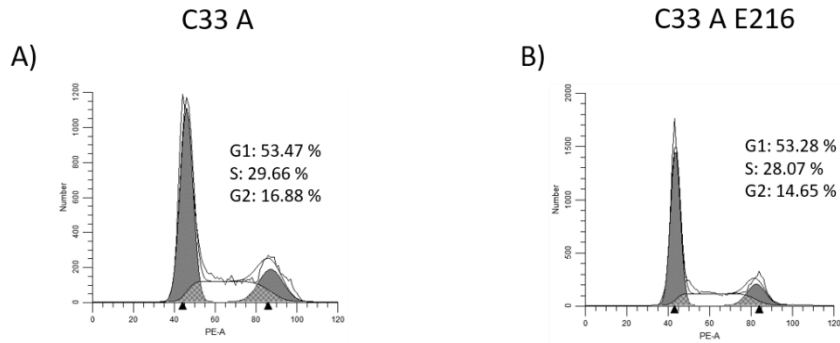 C33 A
C33 A E216
A)
B)
1200
1000
800
600
400
200
0
Number
0 20 40 60 80 100 120
PE-A
G1: 53.47 %
S: 29.66 %
G2: 16.88 %
2000
1500
1000
500
0
Number
0 20 40 60 80 100 120
PE-A
G1: 53.28 %
S: 28.07 %
G2: 14.65 %